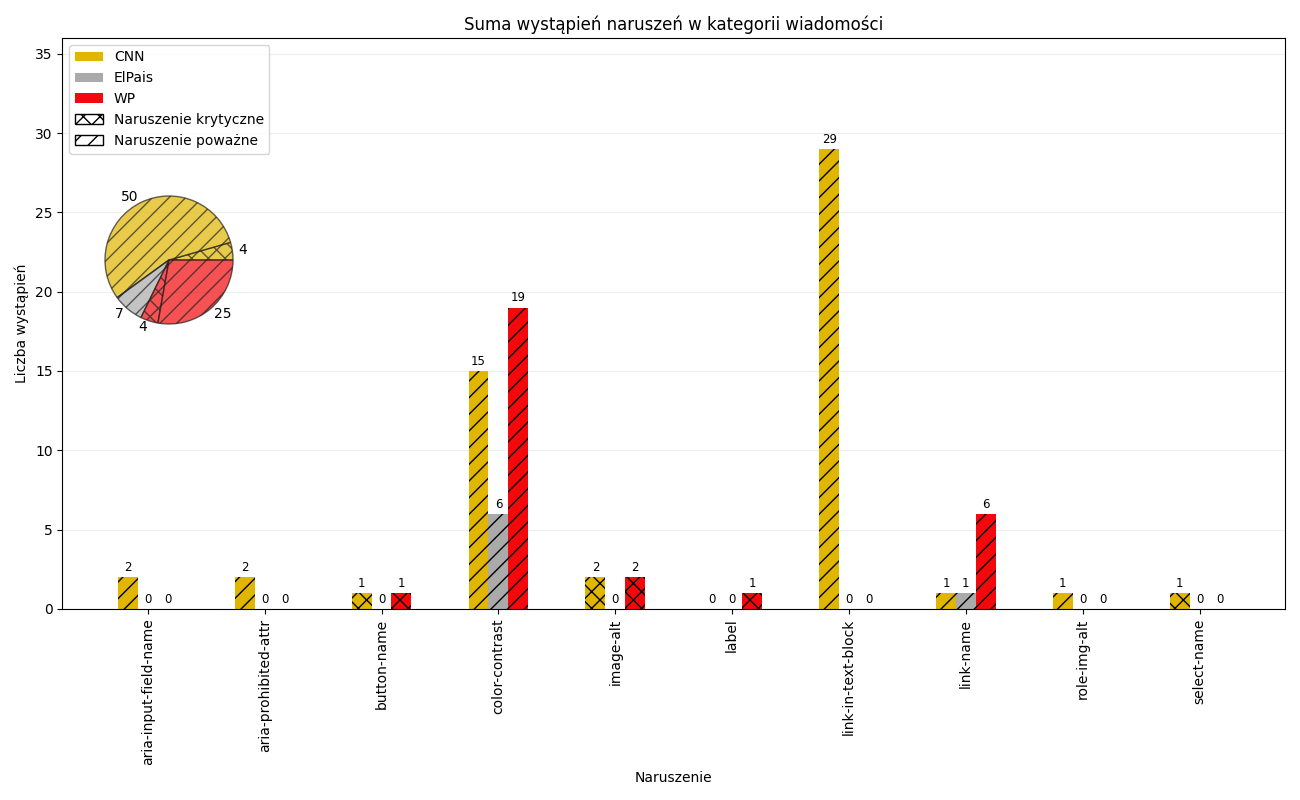 Suma wystąpień naruszeń w kategorii wiadomości
CNN
ElPais
WP
Naruszenie krytyczne
Naruszenie poważne
50
4
7
4
25
Liczba wystąpień
35
30
25
20
15
10
5
0
2 0 0
2 0 0
1 0 1
15 6 19
2 0 2
0 0 1
29 0 0
1 1 6
1 0 0
1 0 0
aria-input-field-name
aria-prohibited-attr
button-name
color-contrast
image-alt
label
link-in-text-block
link-name
role-img-alt
select-name
Naruszenie